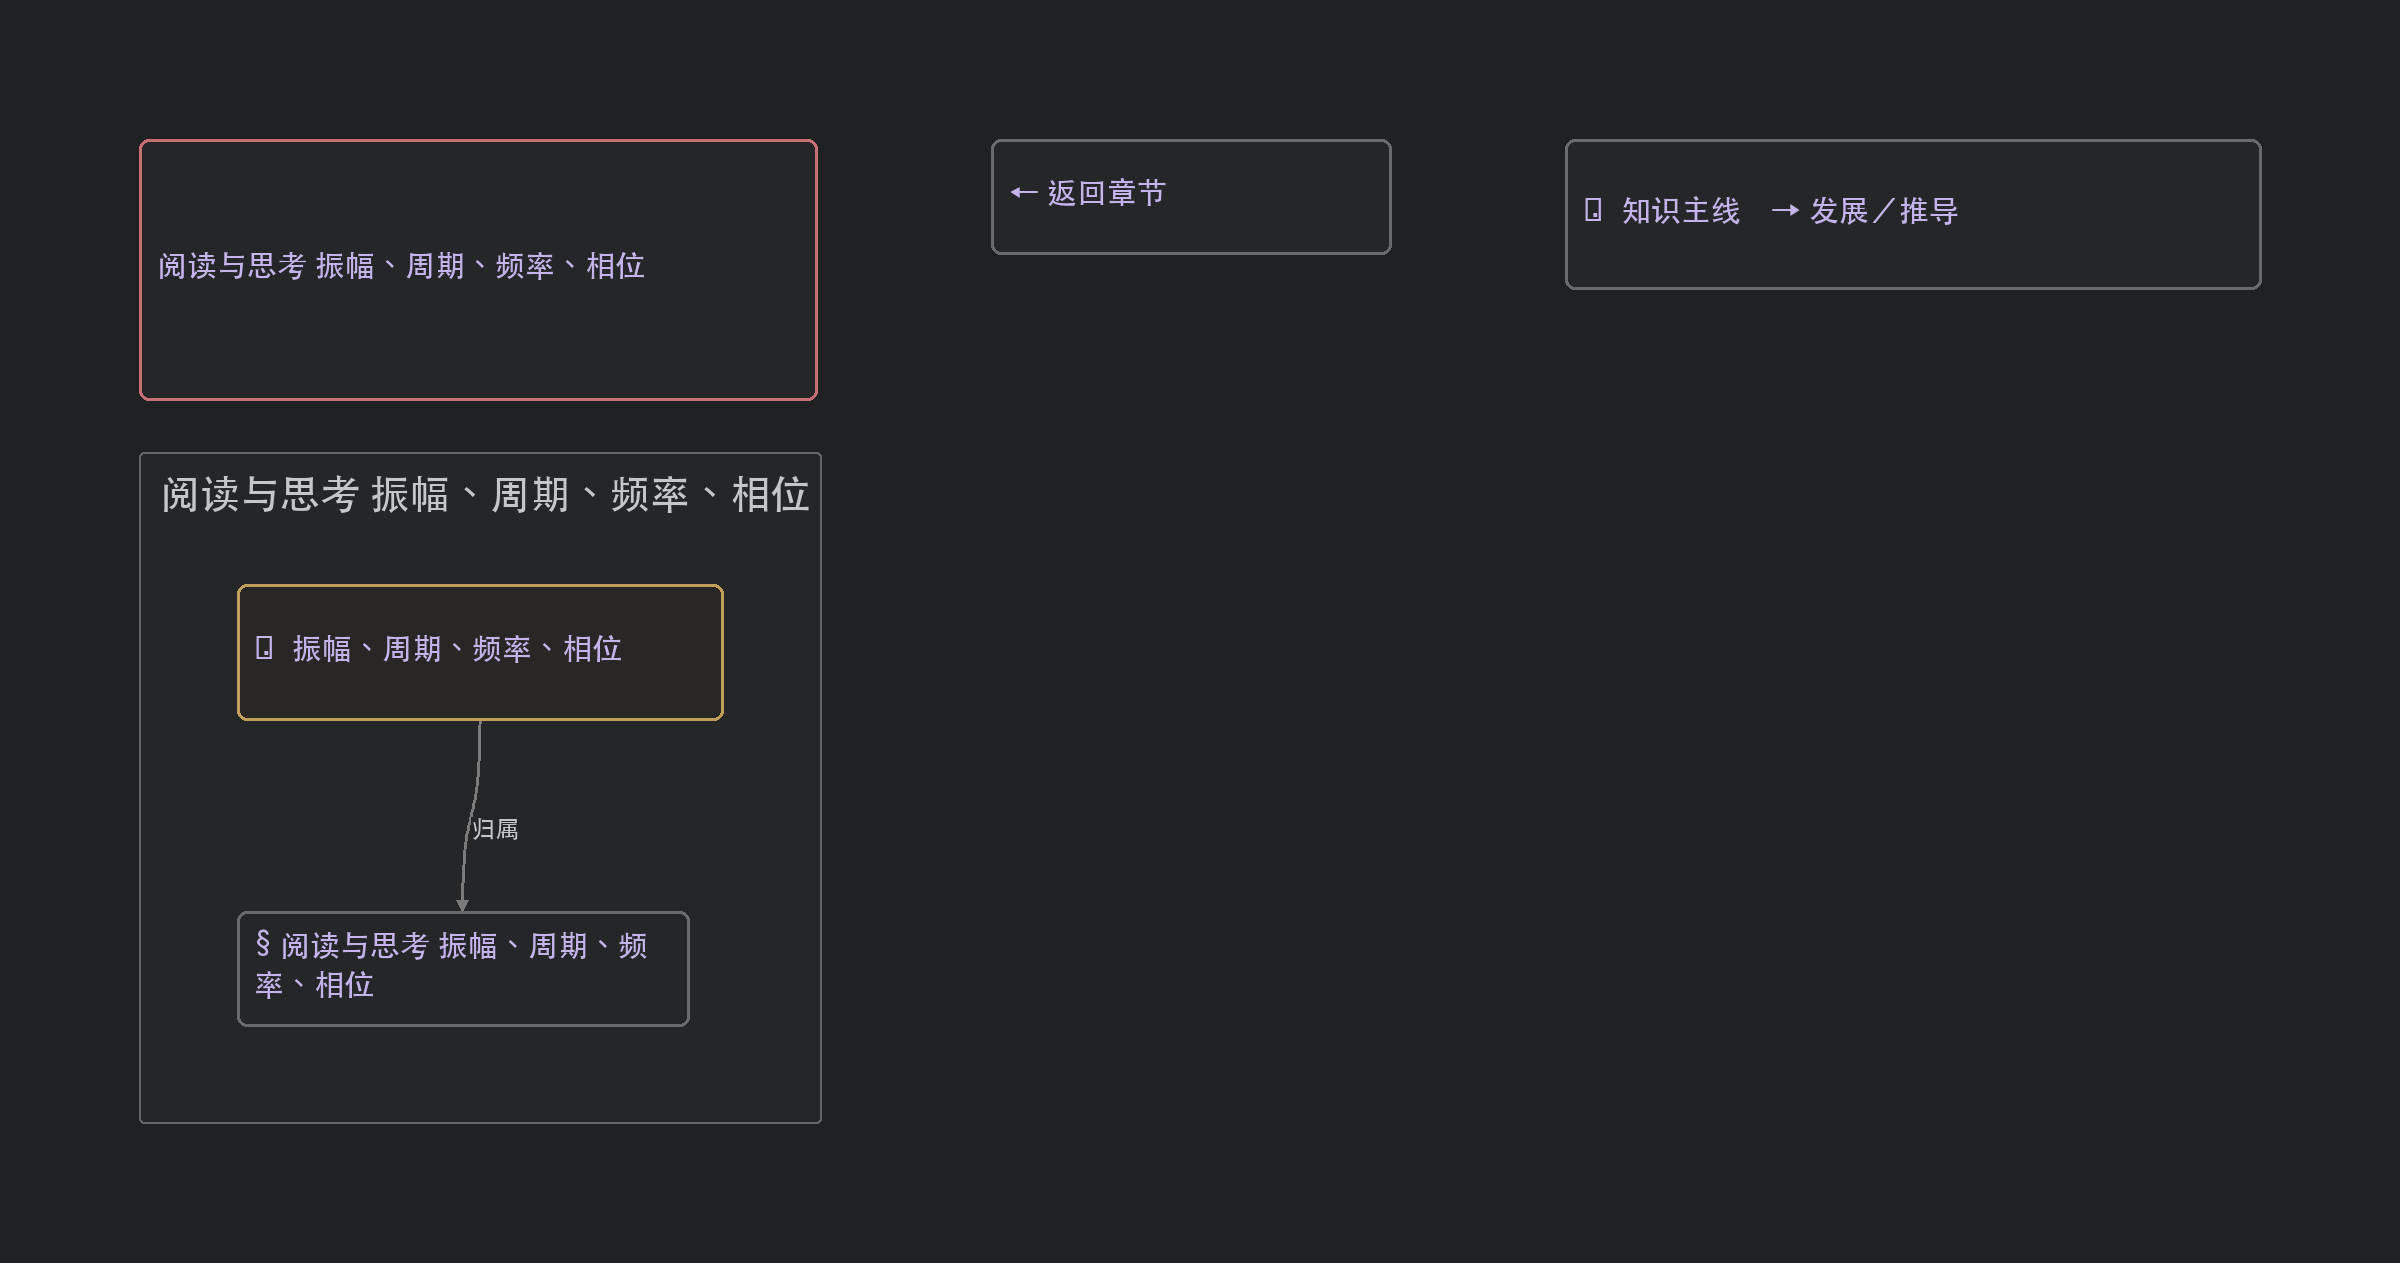 阅读与思考 振幅、周期、频率、相位
← 返回章节
知识主线 → 发展／推导
阅读与思考 振幅、周期、频率、相位
振幅、周期、频率、相位
归属
§ 阅读与思考 振幅、周期、频
率、相位